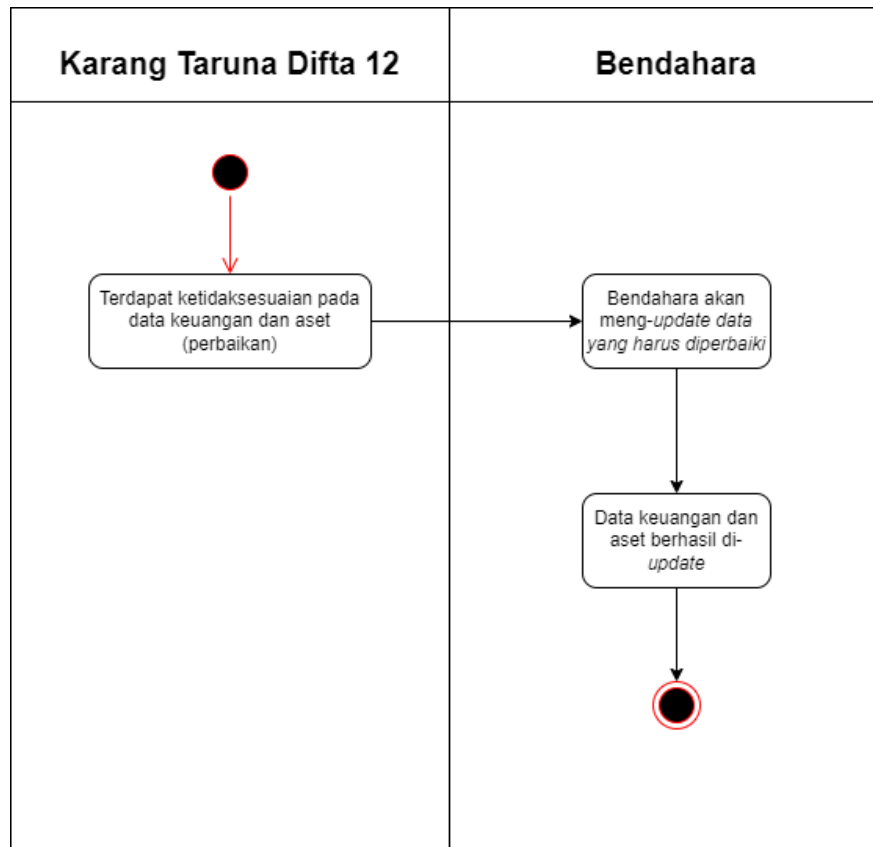 Karang Taruna Difta 12
Bendahara
Terdapat ketidaksesuaian pada
data keuangan dan aset
(perbaikan)
Bendahara akan
meng-update data
yang harus diperbaiki
Data keuangan dan
aset berhasil di-
update